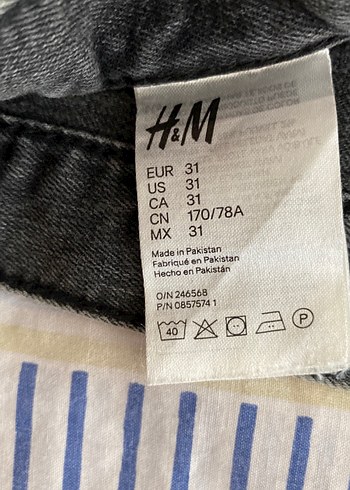 H&M
EUR 31
US 31
CA 31
CN 170/78A
MX 31
Made in Pakistan
Fabriqué en Pakistan
Hecho en Pakistán
O/N 246568
P/N 0857574 1
40
P